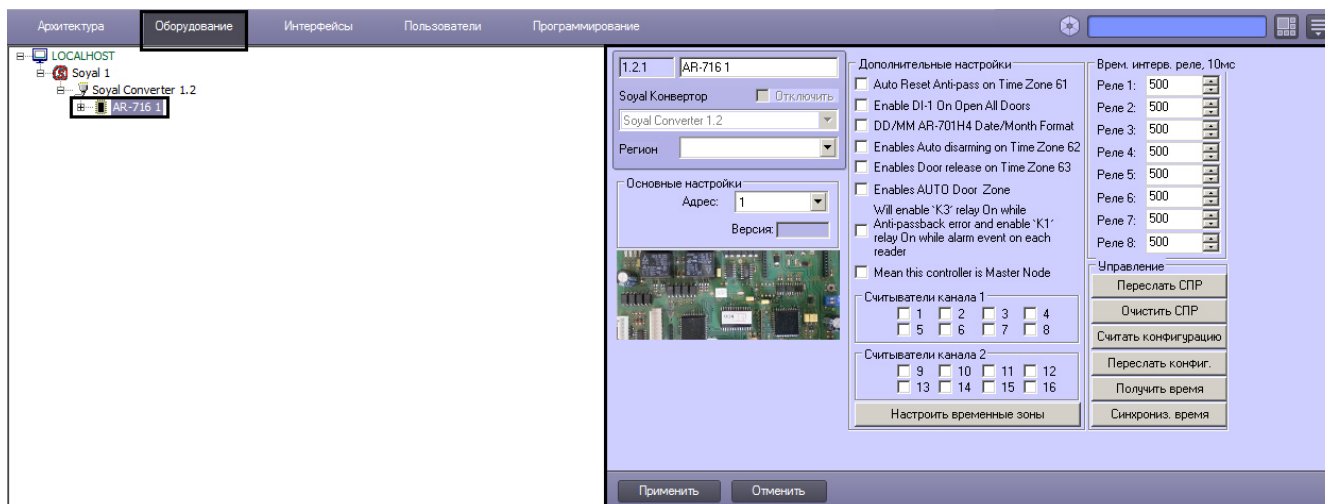 Архитектура Оборудование Интерфейсы Пользователи Программирование
LOCALHOST
Soyal 1
Soyal Converter 1.2
AR-716 1
1.2.1 AR-716 1
Soyal Конвертор Отключить
Soyal Converter 1.2
Регион
Основные настройки
Адрес: 1
Версия:
Дополнительные настройки
Auto Reset Anti-pass on Time Zone 61
Enable DI-1 On Open All Doors
DD/MM AR-701H4 Date/Month Format
Enables Auto disarming on Time Zone 62
Enables Door release on Time Zone 63
Enables AUTO Door Zone
Will enable `K3´ relay On while
Anti-passback error and enable `K1´
relay On while alarm event on each
reader
Mean this controller is Master Node
Считыватели канала 1
1 2 3 4
5 6 7 8
Считыватели канала 2
9 10 11 12
13 14 15 16
Настроить временные зоны
Врем. интерв. реле, 10мс
Реле 1: 500
Реле 2: 500
Реле 3: 500
Реле 4: 500
Реле 5: 500
Реле 6: 500
Реле 7: 500
Реле 8: 500
Управление
Переслать СПР
Очистить СПР
Считать конфигурацию
Переслать конфиг.
Получить время
Синхрониз. время
Применить Отменить